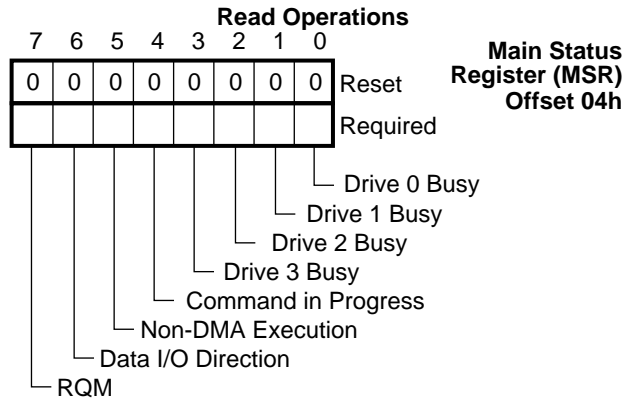 Read Operations
7 6 5 4 3 2 1 0
Main Status
Register (MSR)
Offset 04h
0 0 0 0 0 0 0 0 Reset
Required
Drive 0 Busy
Drive 1 Busy
Drive 2 Busy
Drive 3 Busy
Command in Progress
Non-DMA Execution
Data I/O Direction
RQM